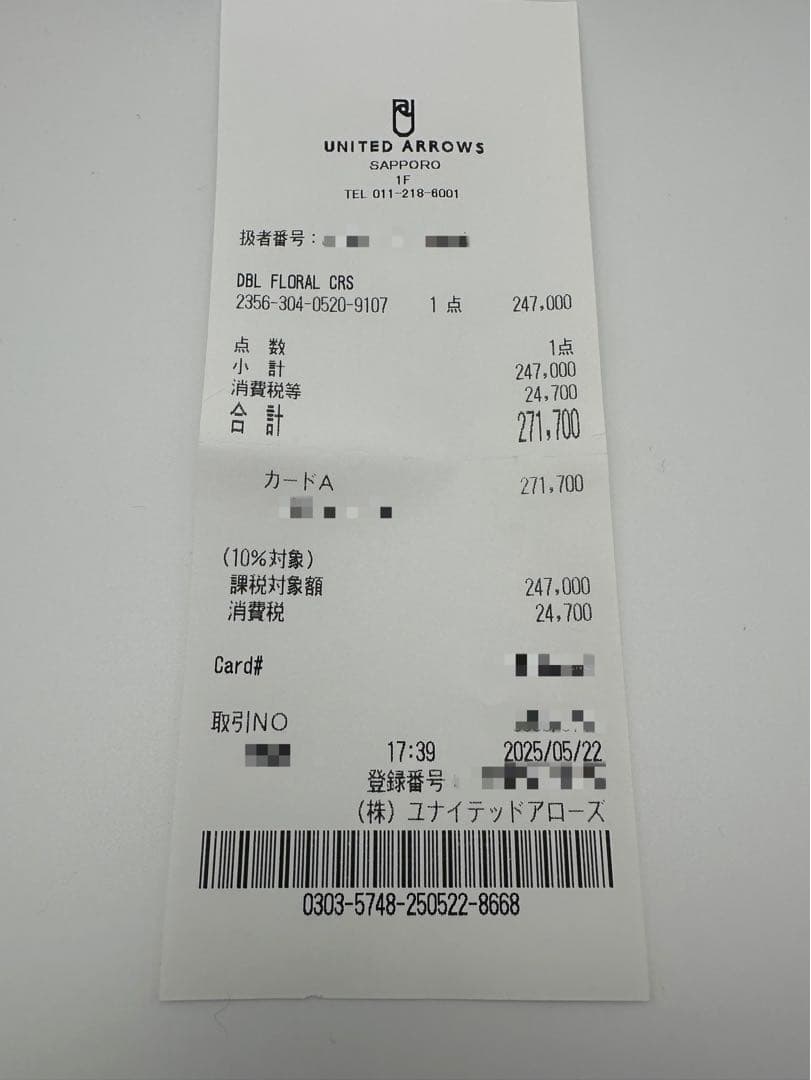 UNITED ARROWS
SAPPORO
1F
TEL 011-218-6001
扱者番号:
DBL FLORAL CRS
2356-304-0520-9107 1 点 247,000
点 数 1点
小 計 247,000
消費税等 24,700
合 計 271,700
カードA 271,700
(10%対象)
課税対象額 247,000
消費税 24,700
Card#
取引NO
17:39 2025/05/22
登録番号
(株) ユナイテッドアローズ
0303-5748-250522-8668